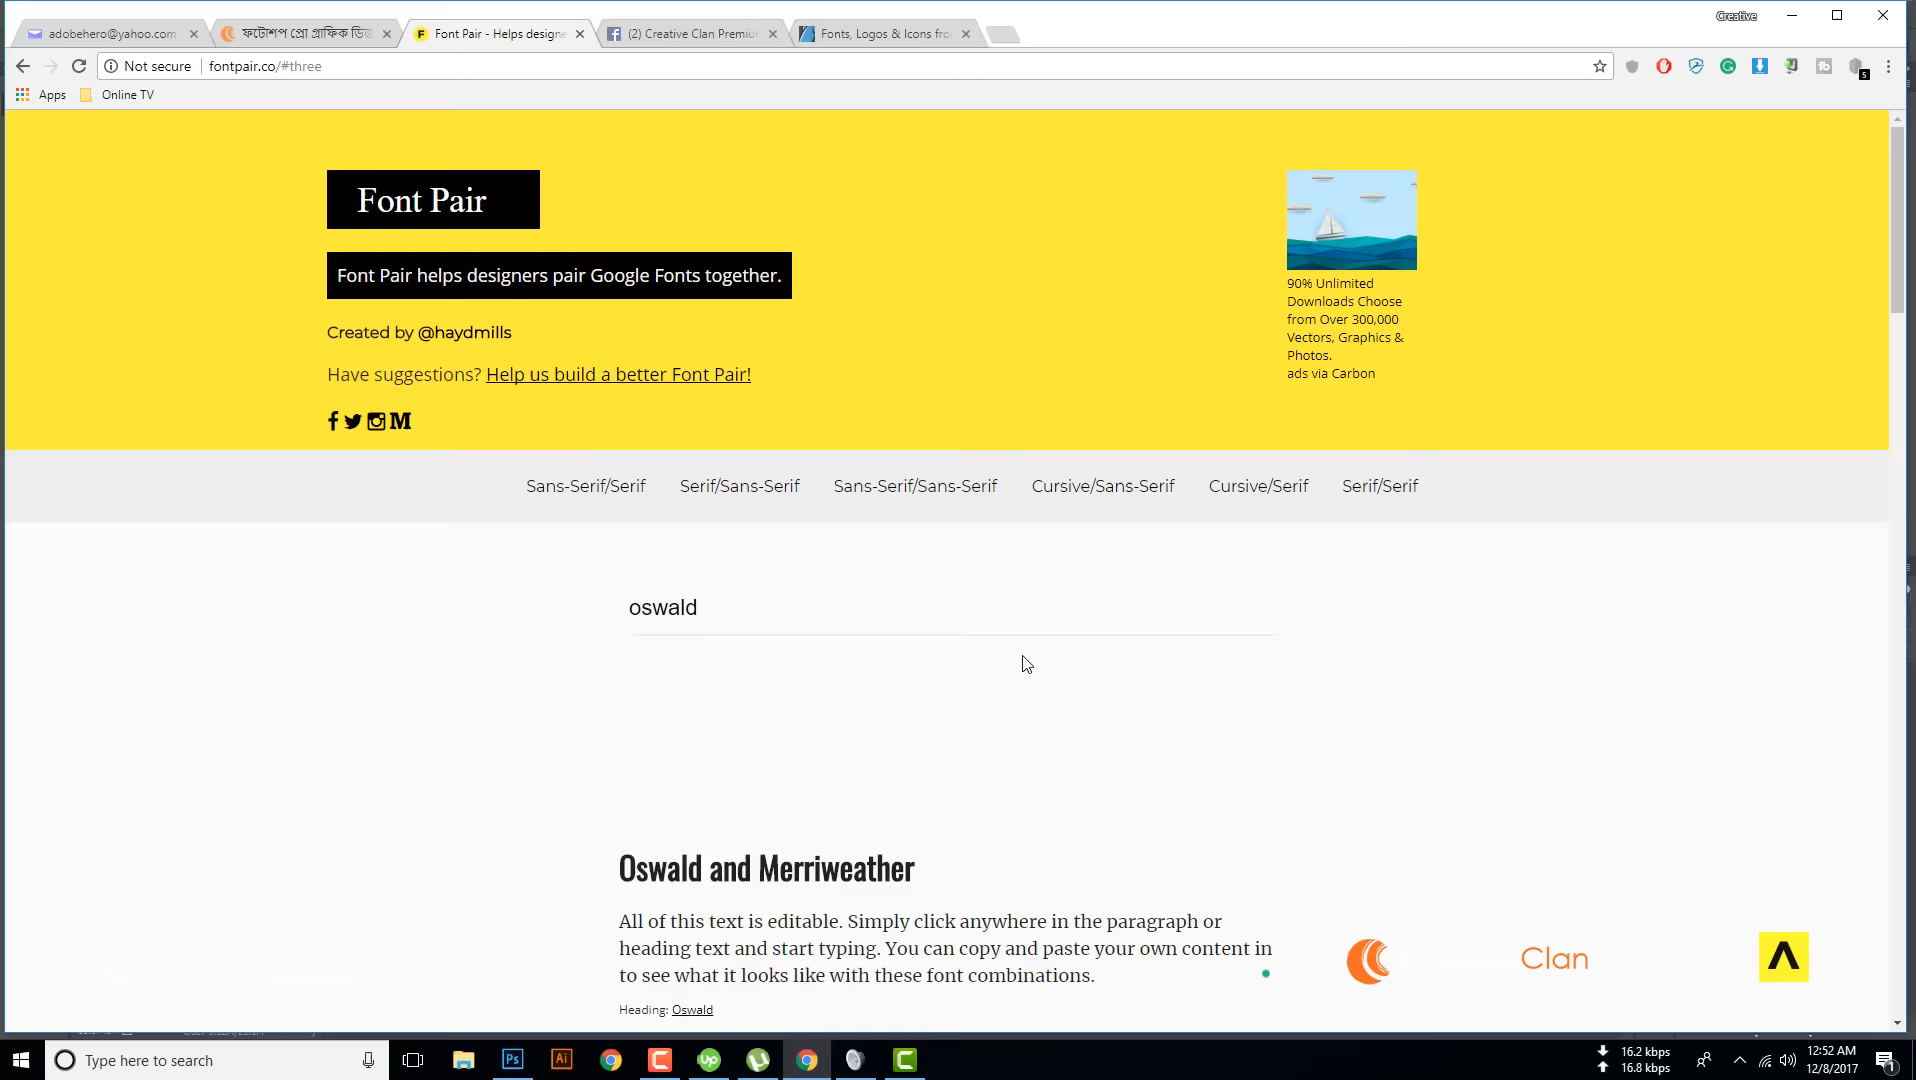 Creative
adobehero@yahoo.com
ফটোশপ প্রো গ্রাফিক ডিজ
Font Pair - Helps designe
(2) Creative Clan Premiu
Fonts, Logos & Icons fro
Not secure
fontpair.co/#three
5
Apps
Online TV
Font Pair
Font Pair helps designers pair Google Fonts together.
Created by @haydmills
Have suggestions? Help us build a better Font Pair!
90% Unlimited
Downloads Choose
from Over 300,000
Vectors, Graphics &
Photos.
ads via Carbon
Sans-Serif/Serif
Serif/Sans-Serif
Sans-Serif/Sans-Serif
Cursive/Sans-Serif
Cursive/Serif
Serif/Serif
oswald
Oswald and Merriweather
All of this text is editable. Simply click anywhere in the paragraph or
heading text and start typing. You can copy and paste your own content in
to see what it looks like with these font combinations.
Heading: Oswald
Clan
Type here to search
Ps
Ai
Up
16.2 kbps
16.8 kbps
12:52 AM
12/8/2017
1